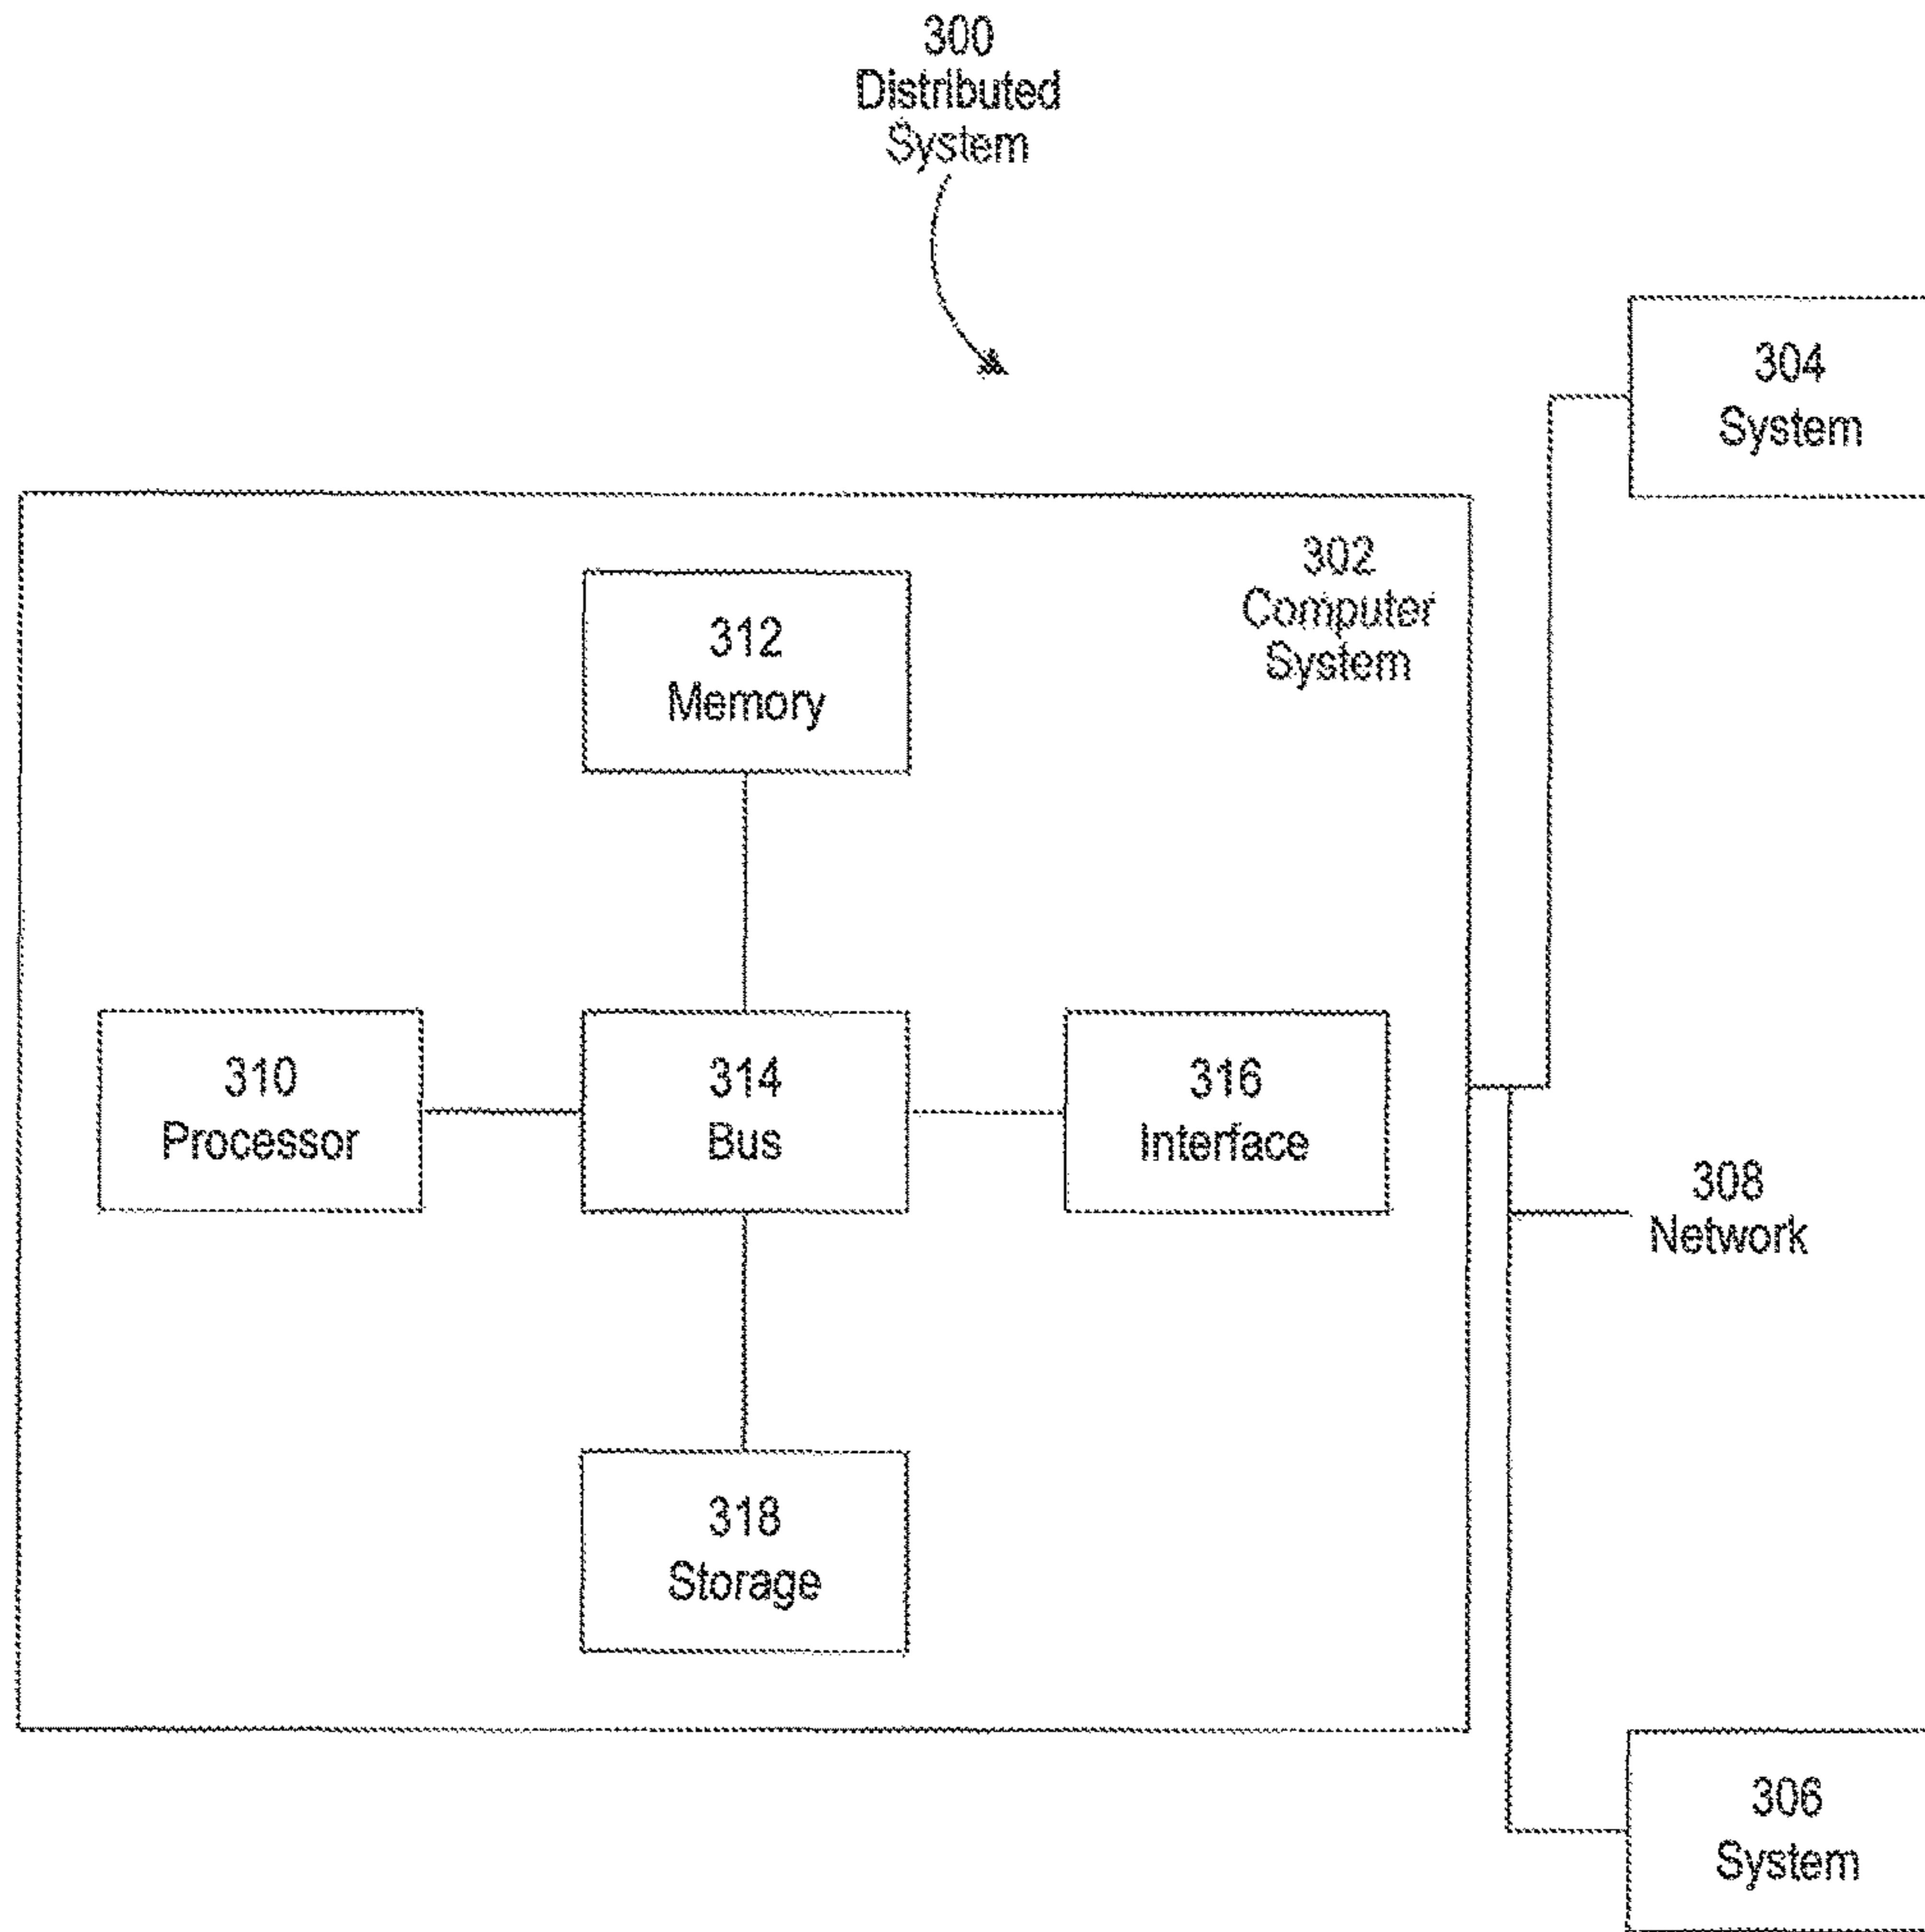 300
Distributed
System
304
System
302
Computer
System
312
Memory
310
Processor
314
Bus
316
Interface
308
Network
318
Storage
306
System